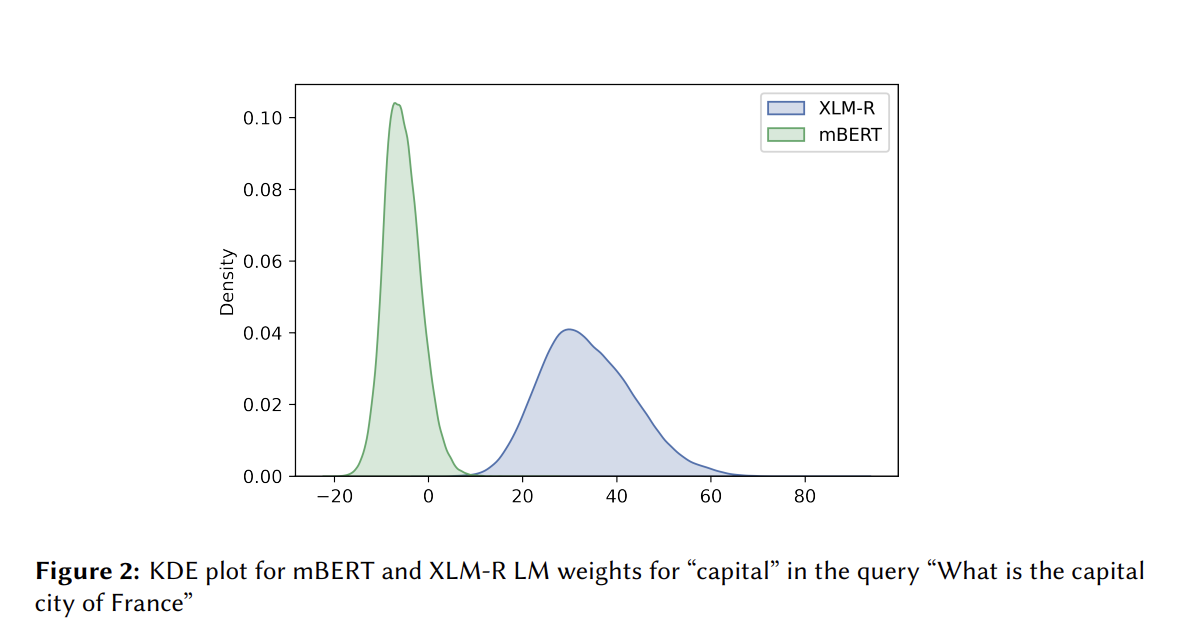 XLM-R
mBERT
0.10
0.08
0.06
0.04
0.02
0.00
Density
−20 0 20 40 60 80
Figure 2: KDE plot for mBERT and XLM-R LM weights for “capital” in the query “What is the capital
city of France”